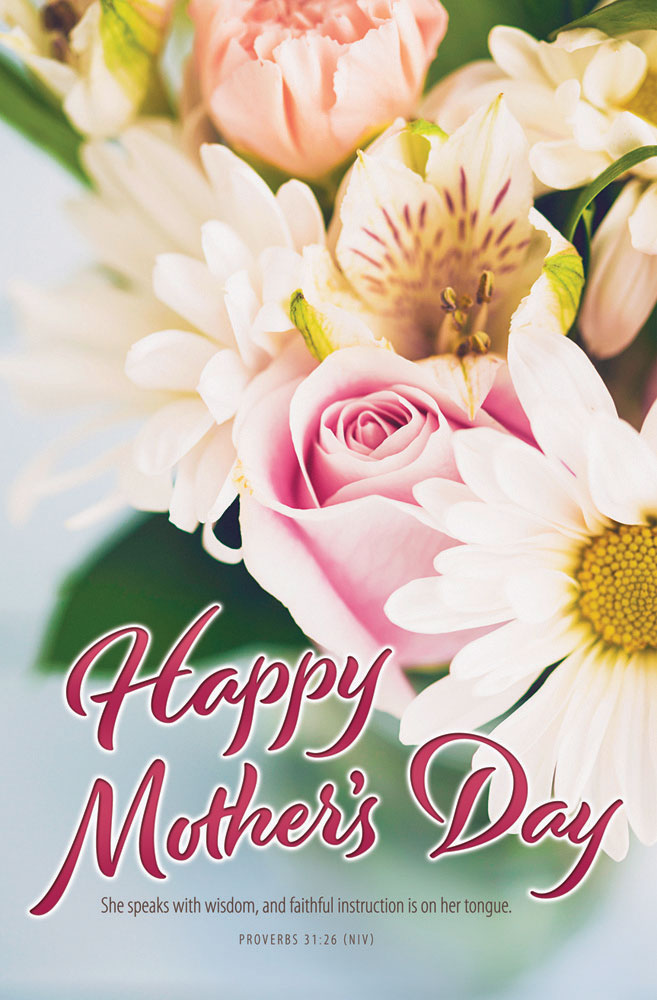 Happy
Mother's Day
She speaks with wisdom, and faithful instruction is on her tongue.
PROVERBS 31:26 (NIV)